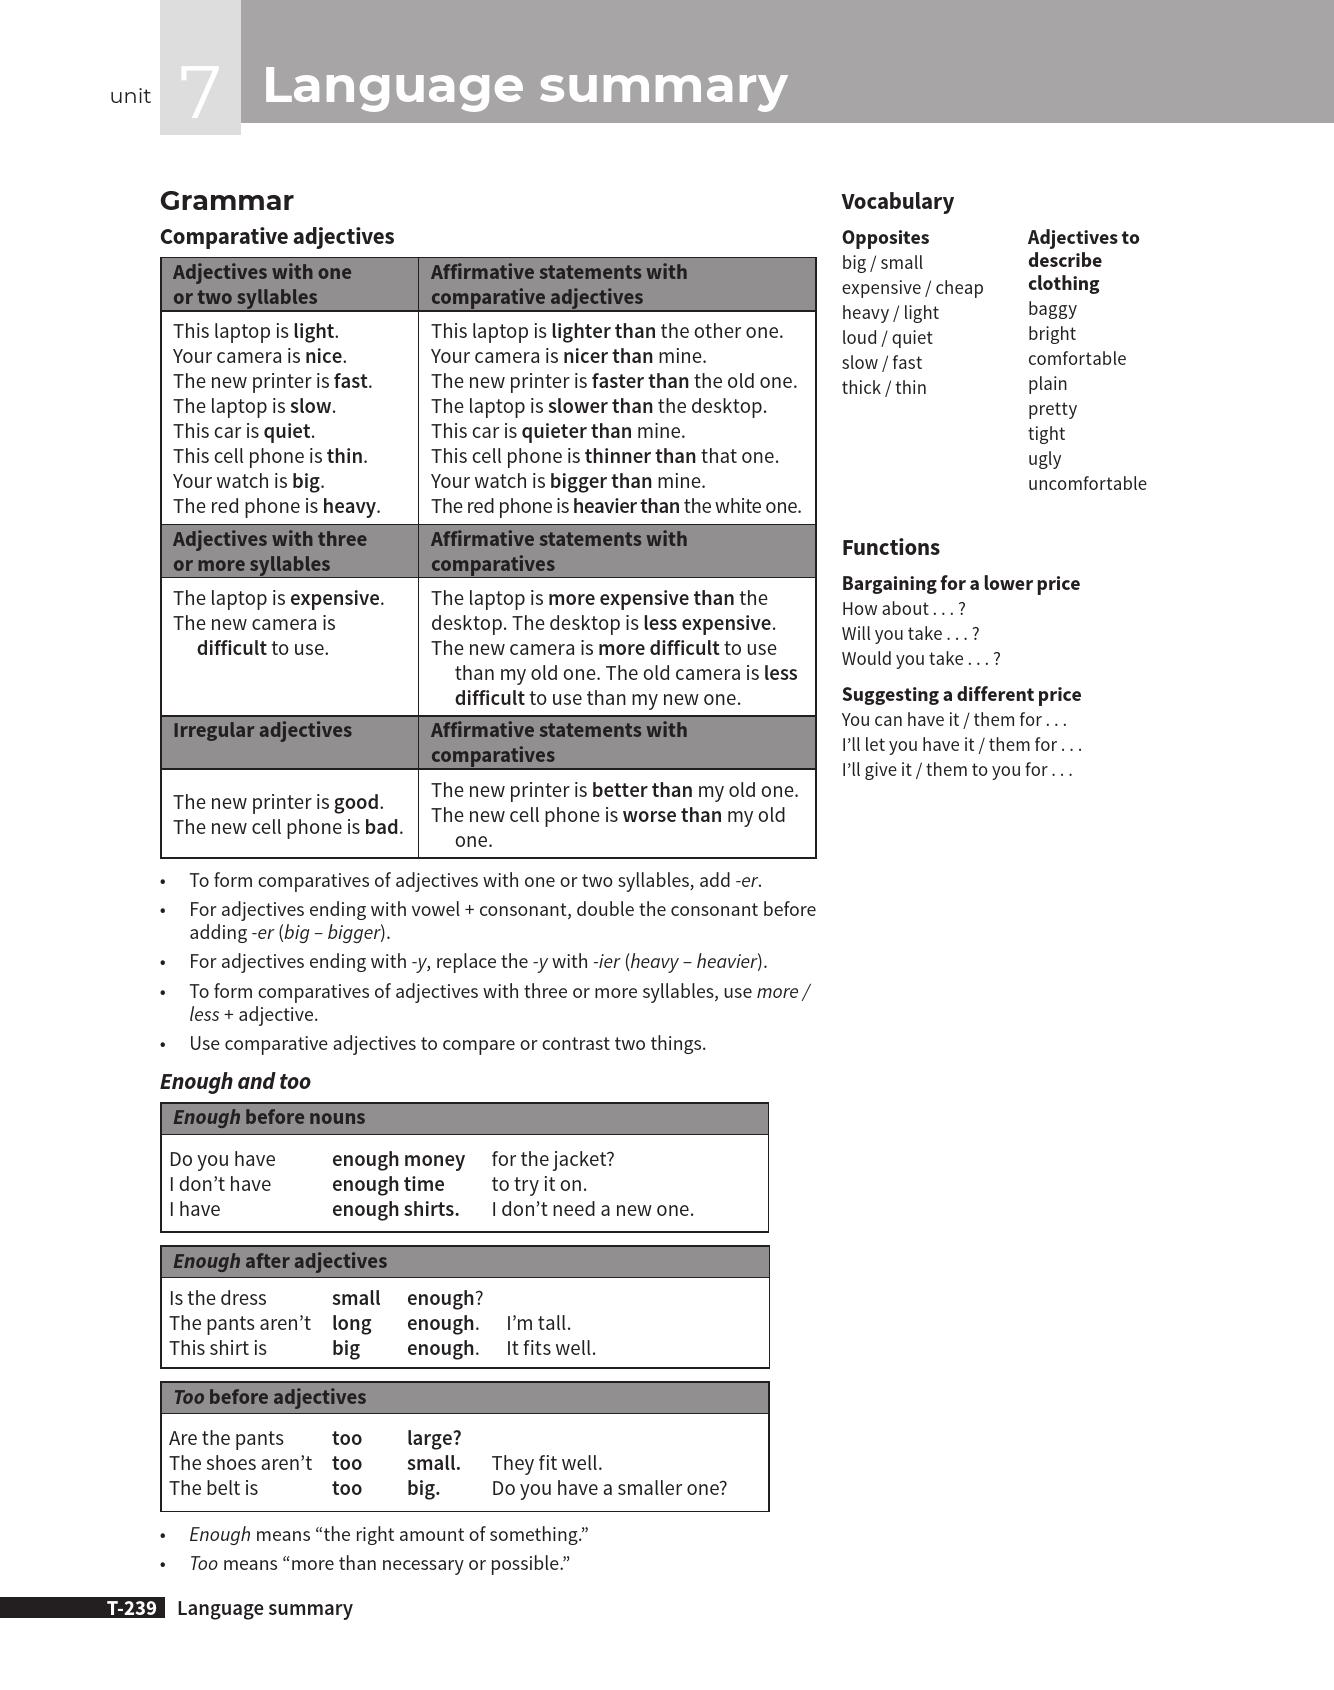 unit 7 Language summary
Grammar
Comparative adjectives
Adjectives with one
or two syllables
Affirmative statements with
comparative adjectives
This laptop is light.
Your camera is nice.
The new printer is fast.
The laptop is slow.
This car is quiet.
This cell phone is thin.
Your watch is big.
The red phone is heavy.
This laptop is lighter than the other one.
Your camera is nicer than mine.
The new printer is faster than the old one.
The laptop is slower than the desktop.
This car is quieter than mine.
This cell phone is thinner than that one.
Your watch is bigger than mine.
The red phone is heavier than the white one.
Adjectives with three
or more syllables
Affirmative statements with
comparatives
The laptop is expensive.
The new camera is
difficult to use.
The laptop is more expensive than the
desktop. The desktop is less expensive.
The new camera is more difficult to use
than my old one. The old camera is less
difficult to use than my new one.
Irregular adjectives
Affirmative statements with
comparatives
The new printer is good.
The new cell phone is bad.
The new printer is better than my old one.
The new cell phone is worse than my old
one.
• To form comparatives of adjectives with one or two syllables, add -er.
• For adjectives ending with vowel + consonant, double the consonant before
adding -er (big – bigger).
• For adjectives ending with -y, replace the -y with -ier (heavy – heavier).
• To form comparatives of adjectives with three or more syllables, use more /
less + adjective.
• Use comparative adjectives to compare or contrast two things.
Enough and too
Enough before nouns
Do you have enough money for the jacket?
I don’t have enough time to try it on.
I have enough shirts. I don’t need a new one.
Enough after adjectives
Is the dress small enough?
The pants aren’t long enough. I’m tall.
This shirt is big enough. It fits well.
Too before adjectives
Are the pants too large?
The shoes aren’t too small. They fit well.
The belt is too big. Do you have a smaller one?
• Enough means “the right amount of something.”
• Too means “more than necessary or possible.”
Vocabulary
Opposites
big / small
expensive / cheap
heavy / light
loud / quiet
slow / fast
thick / thin
Adjectives to
describe
clothing
baggy
bright
comfortable
plain
pretty
tight
ugly
uncomfortable
Functions
Bargaining for a lower price
How about . . . ?
Will you take . . . ?
Would you take . . . ?
Suggesting a different price
You can have it / them for . . .
I’ll let you have it / them for . . .
I’ll give it / them to you for . . .
T-239 Language summary